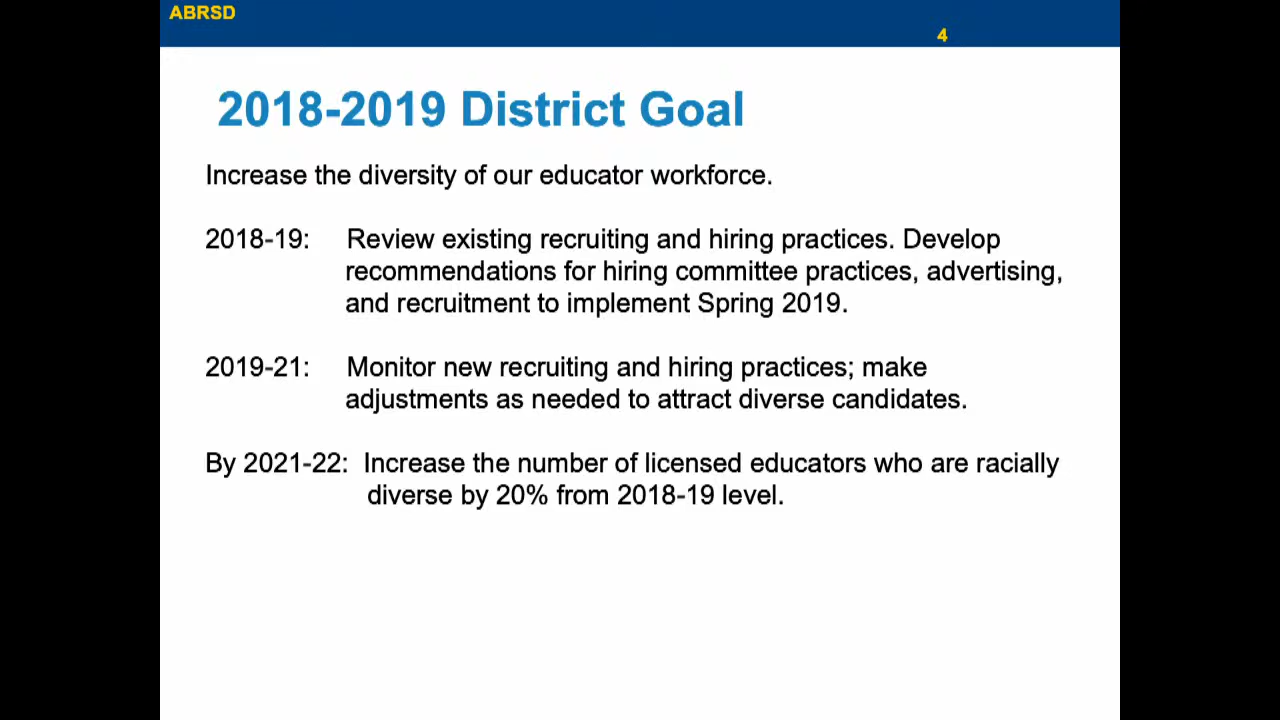 ABRSD
4
2018-2019 District Goal
Increase the diversity of our educator workforce.
2018-19: Review existing recruiting and hiring practices. Develop
recommendations for hiring committee practices, advertising,
and recruitment to implement Spring 2019.
2019-21: Monitor new recruiting and hiring practices; make
adjustments as needed to attract diverse candidates.
By 2021-22: Increase the number of licensed educators who are racially
diverse by 20% from 2018-19 level.